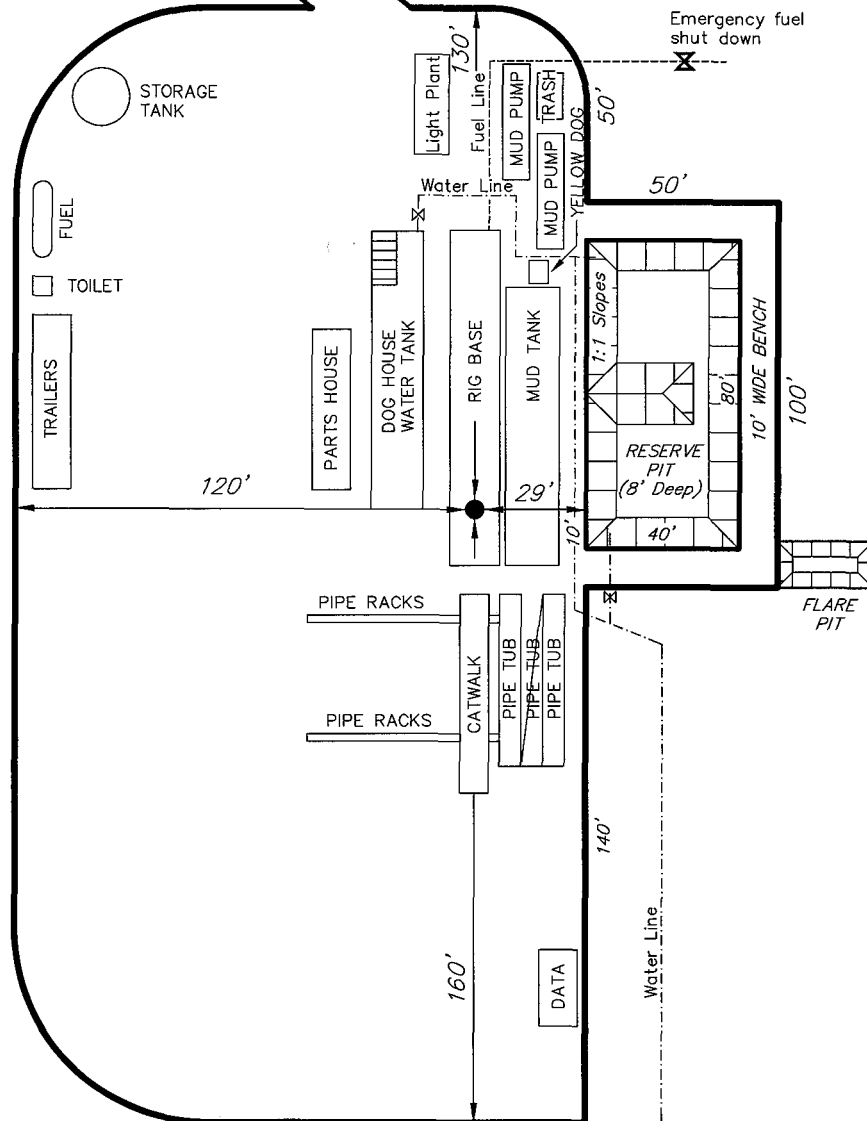 Emergency fuel
shut down
130'
Fuel Line
Light Plant
MUD PUMP
TRASH
50'
STORAGE
TANK
MUD PUMP
YELLOW DOG
Water Line
50'
FUEL
TOILET
TRAILERS
PARTS HOUSE
DOG HOUSE
WATER TANK
RIG BASE
MUD TANK
1:1 Slopes
80'
10' WIDE BENCH
100'
RESERVE
PIT
(8' Deep)
120'
29'
10'
40'
FLARE
PIT
PIPE RACKS
PIPE RACKS
CATWALK
PIPE TUB
PIPE TUB
PIPE TUB
140'
160'
DATA
Water Line